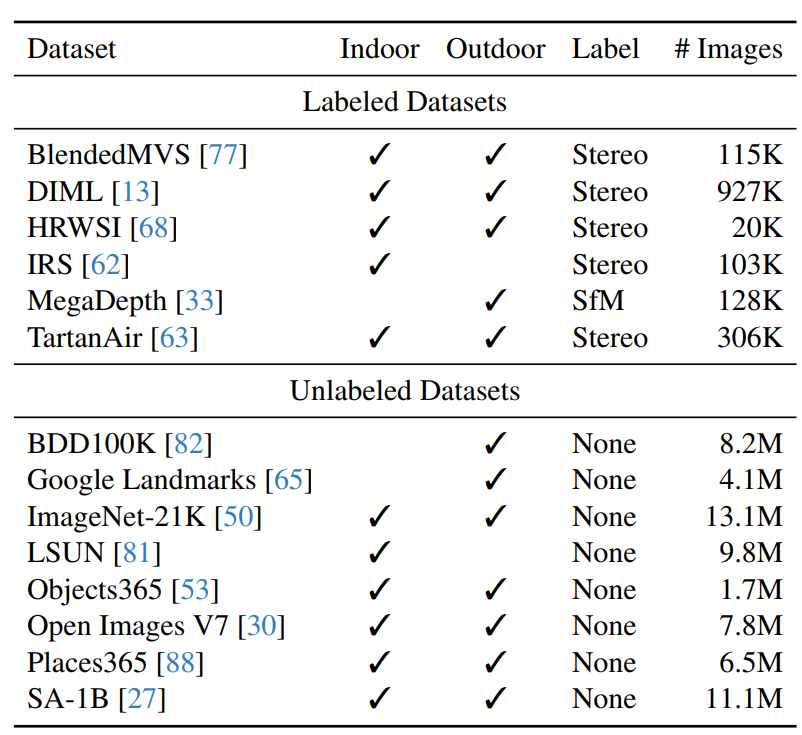 Dataset Indoor Outdoor Label # Images
Labeled Datasets
BlendedMVS [77] ✓ ✓ Stereo 115K
DIML [13] ✓ ✓ Stereo 927K
HRWSI [68] ✓ ✓ Stereo 20K
IRS [62] ✓ Stereo 103K
MegaDepth [33] ✓ SfM 128K
TartanAir [63] ✓ ✓ Stereo 306K
Unlabeled Datasets
BDD100K [82] ✓ None 8.2M
Google Landmarks [65] ✓ None 4.1M
ImageNet-21K [50] ✓ ✓ None 13.1M
LSUN [81] ✓ None 9.8M
Objects365 [53] ✓ ✓ None 1.7M
Open Images V7 [30] ✓ ✓ None 7.8M
Places365 [88] ✓ ✓ None 6.5M
SA-1B [27] ✓ ✓ None 11.1M